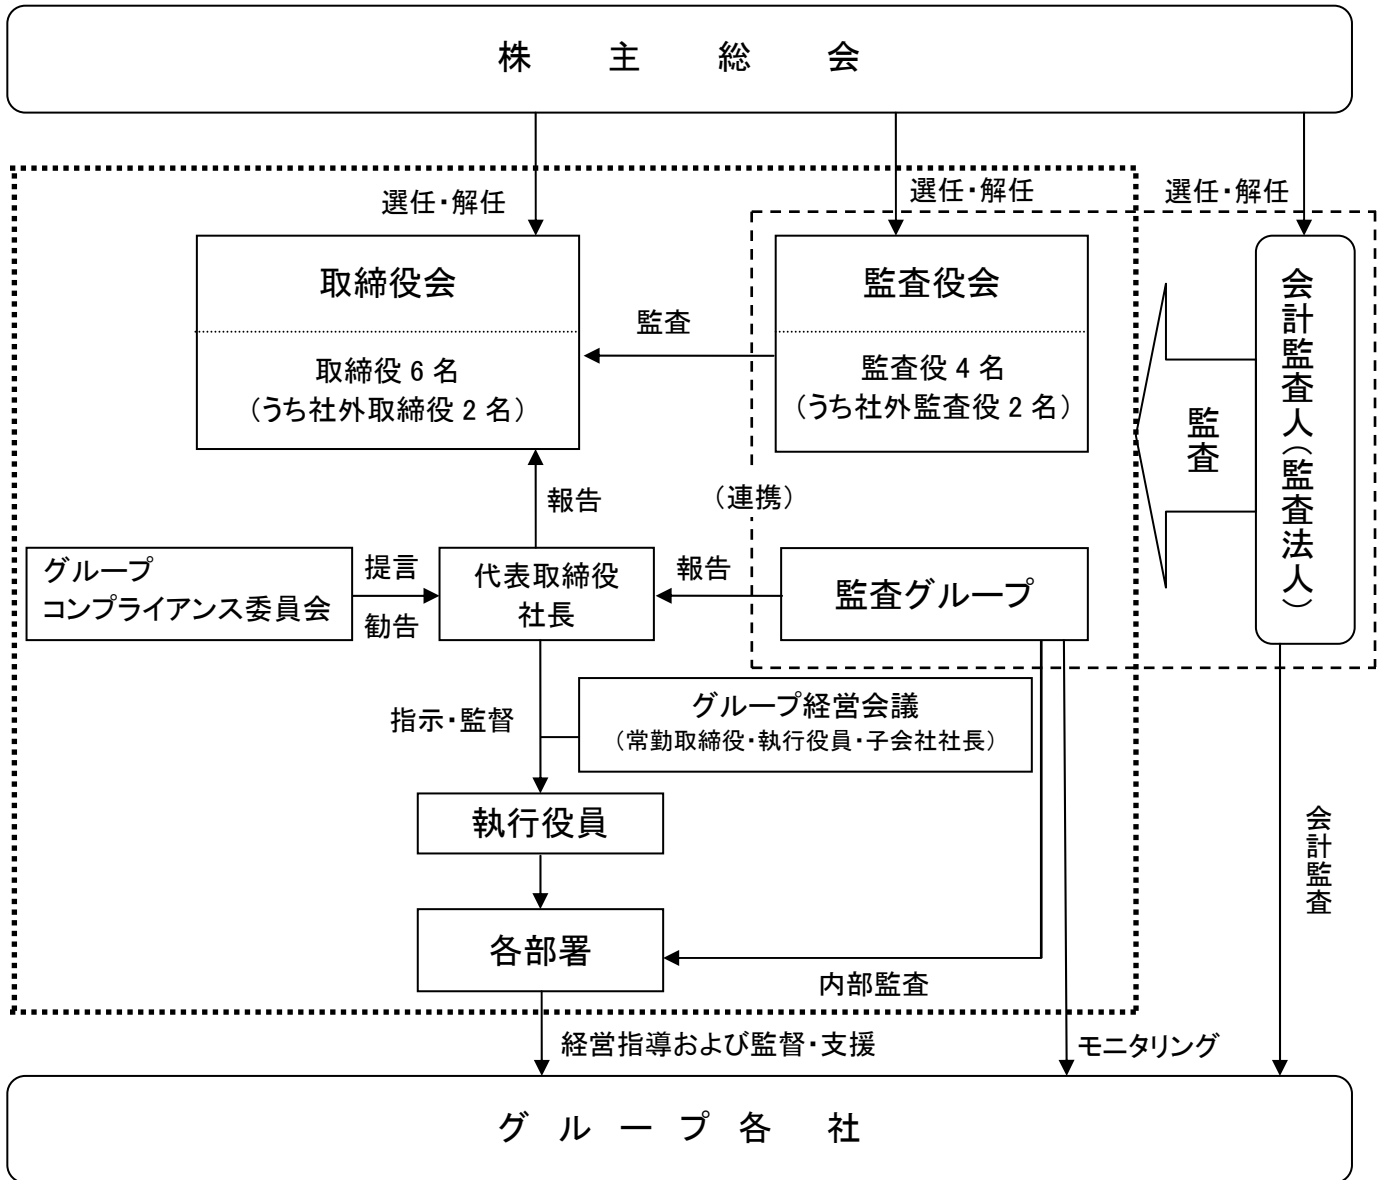 株主総会
選任・解任
選任・解任
選任・解任
取締役会
取締役 6 名
（うち社外取締役 2 名）
監査
監査役会
監査役 4 名
（うち社外監査役 2 名）
監査
会計監査人（監査法人）
報告
（連携）
グループ
コンプライアンス委員会
提言
勧告
代表取締役
社長
報告
監査グループ
指示・監督
グループ経営会議
（常勤取締役・執行役員・子会社社長）
執行役員
会計監査
各部署
内部監査
経営指導および監督・支援
モニタリング
グループ各社